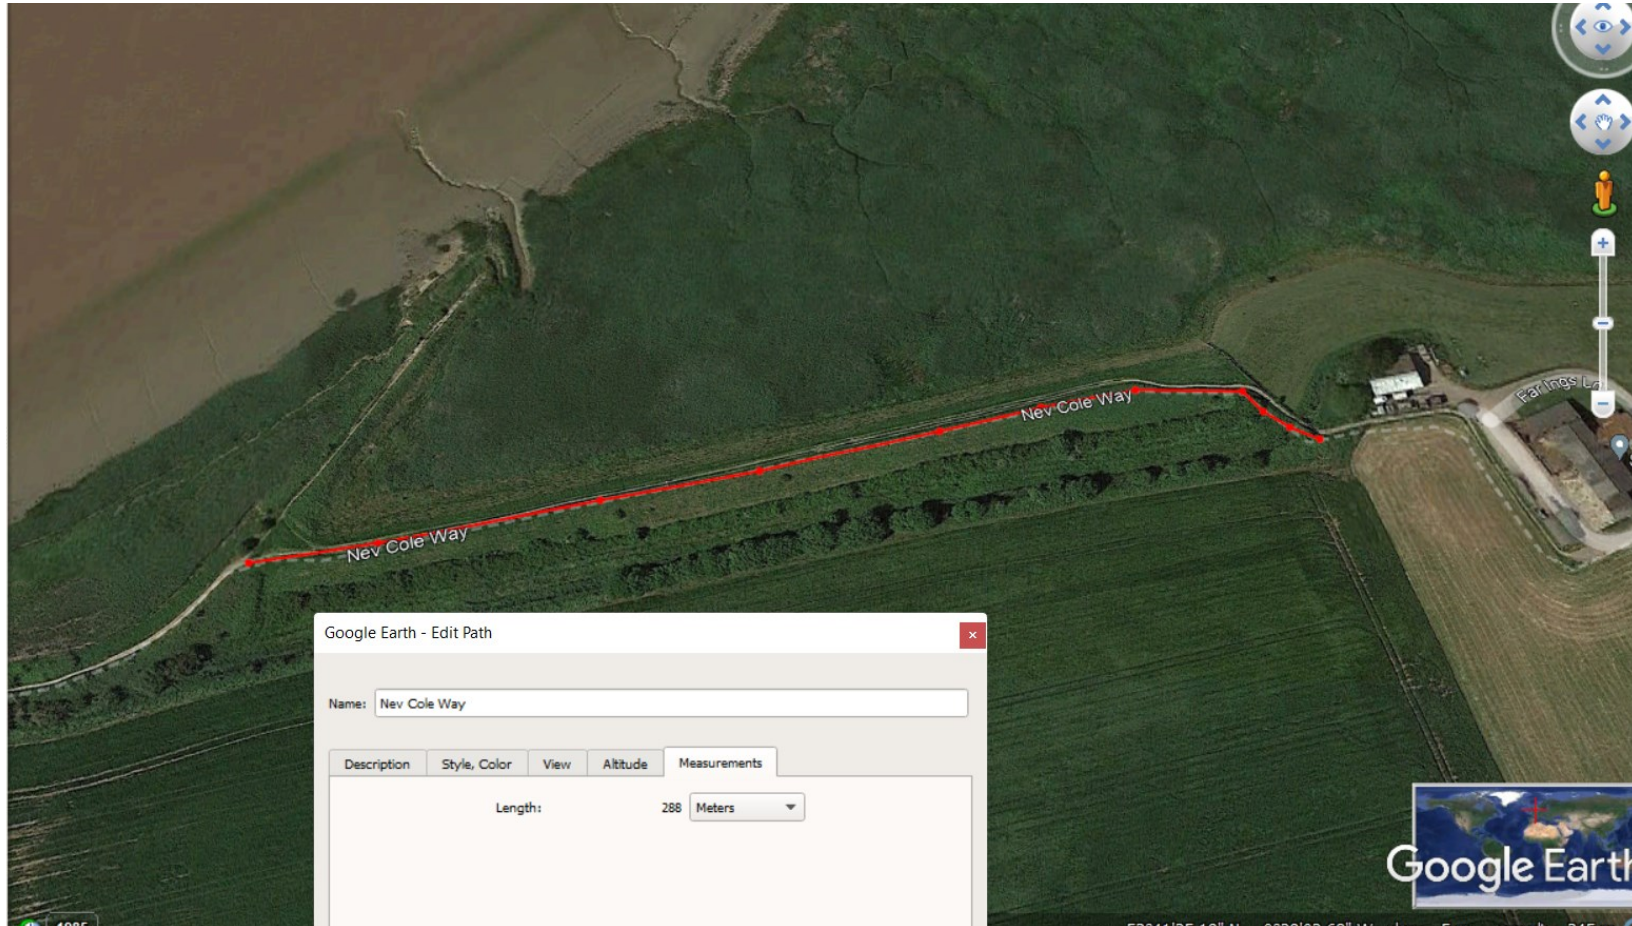 Far Ings
Nev Cole Way
Nev Cole Way
Google Earth - Edit Path
Name: Nev Cole Way
Description Style, Color View Altitude Measurements
Length: 288 Meters
Google Earth
1985